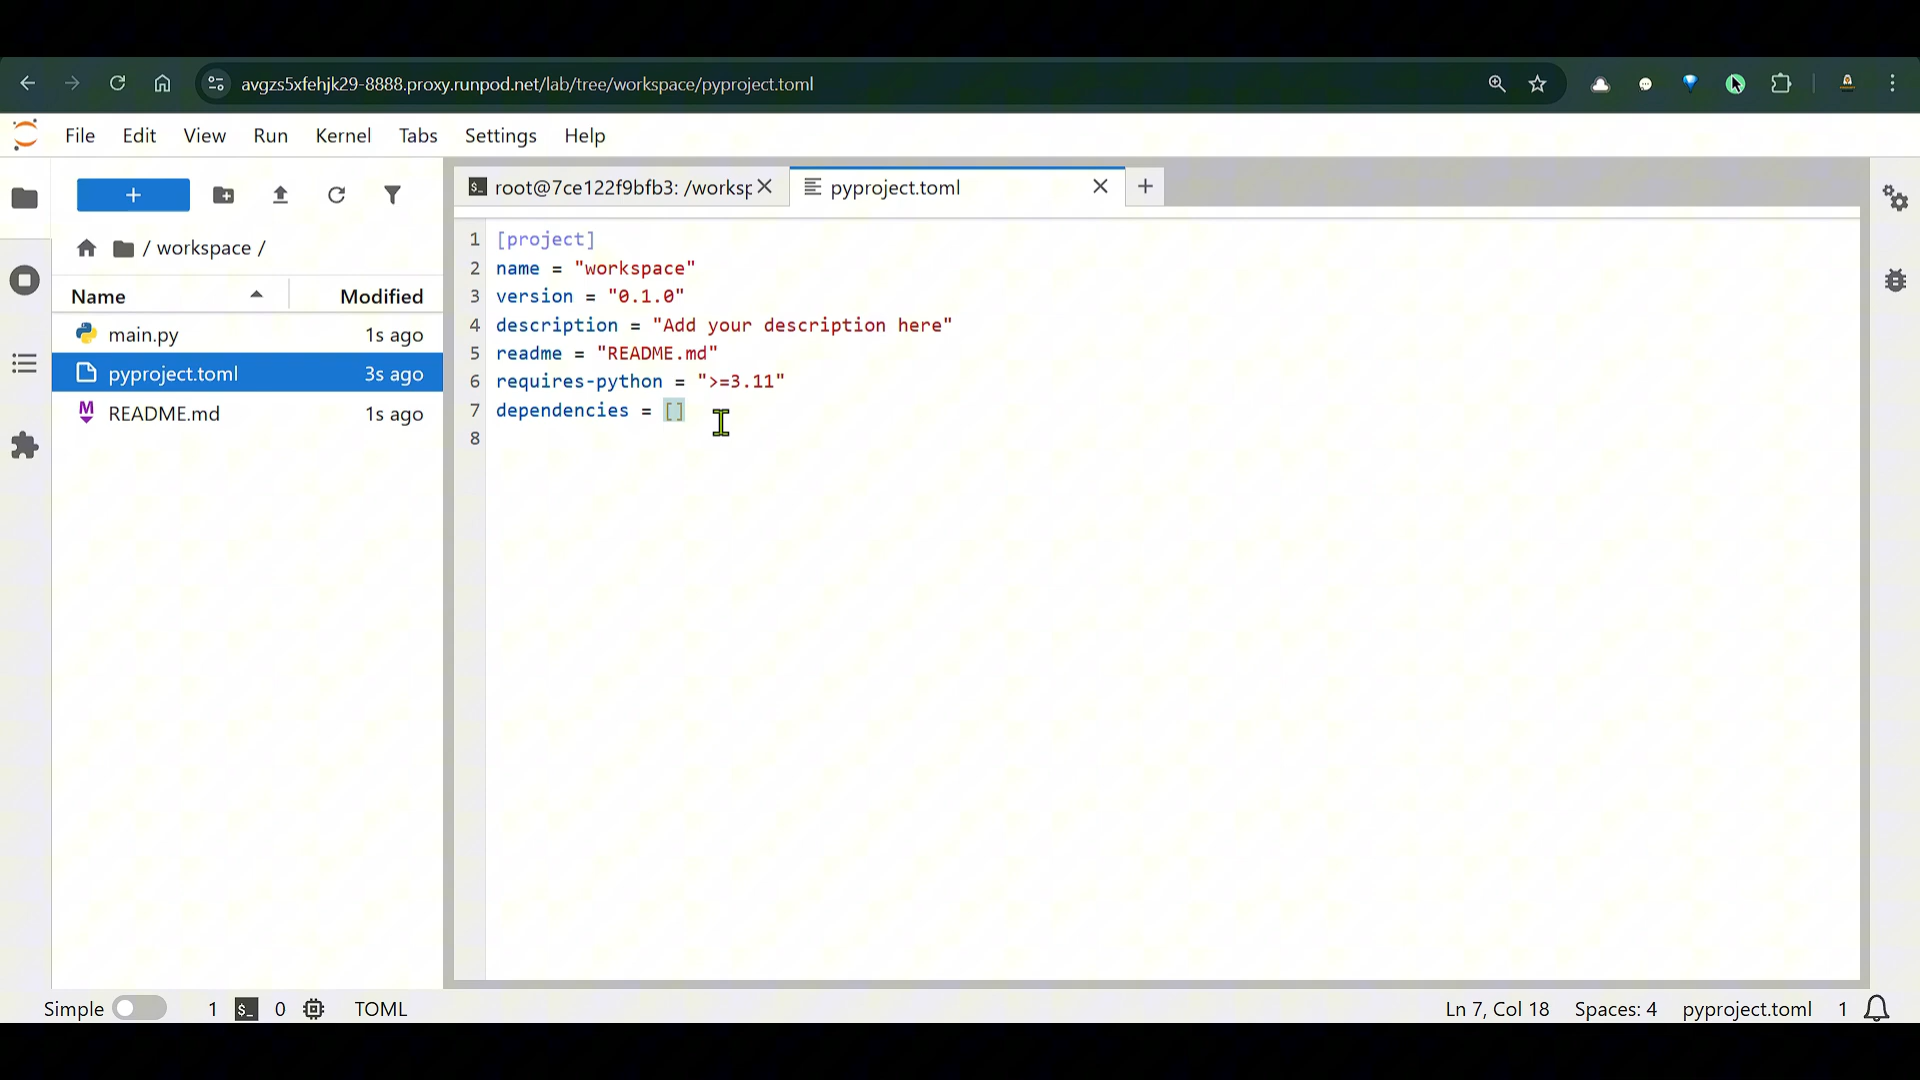 avgzs5xfehjk29-8888.proxy.runpod.net/lab/tree/workspace/pyproject.toml
File Edit View Run Kernel Tabs Settings Help
root@7ce122f9bfb3: /worksp
pyproject.toml
/ workspace /
Name Modified
main.py 1s ago
pyproject.toml 3s ago
README.md 1s ago
1 [project]
2 name = "workspace"
3 version = "0.1.0"
4 description = "Add your description here"
5 readme = "README.md"
6 requires-python = ">=3.11"
7 dependencies = []
8
Simple 1 $_ 0 TOML Ln 7, Col 18 Spaces: 4 pyproject.toml 1